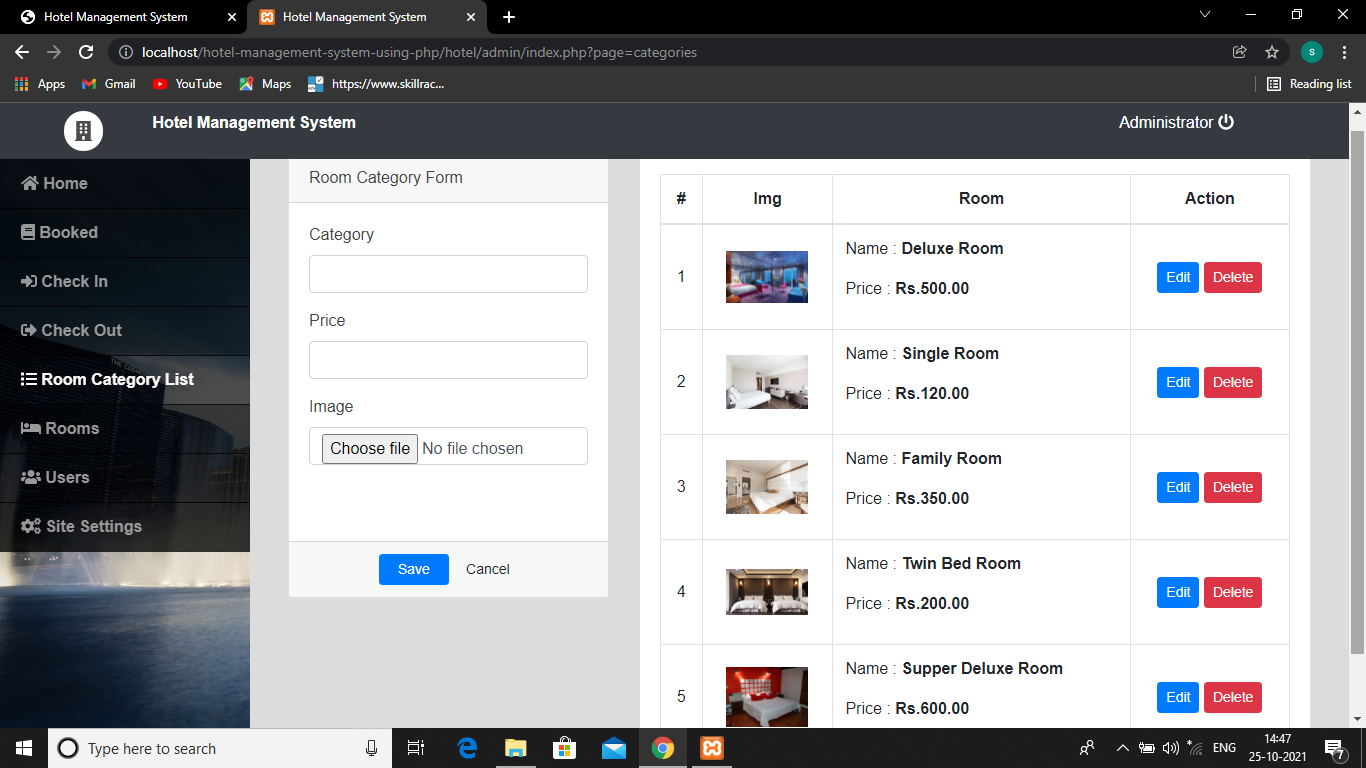 Hotel Management System
Hotel Management System
localhost/hotel-management-system-using-php/hotel/admin/index.php?page=categories
s
Apps
Gmail
YouTube
Maps
https://www.skillrac...
Reading list
Hotel Management System
Administrator
Home
Booked
Check In
Check Out
Room Category List
Rooms
Users
Site Settings
Room Category Form
Category
Price
Image
Choose file No file chosen
Save
Cancel
# Img Room Action
1
Name : Deluxe Room
Price : Rs.500.00
Edit Delete
2
Name : Single Room
Price : Rs.120.00
Edit Delete
3
Name : Family Room
Price : Rs.350.00
Edit Delete
4
Name : Twin Bed Room
Price : Rs.200.00
Edit Delete
5
Name : Supper Deluxe Room
Price : Rs.600.00
Edit Delete
Type here to search
ENG
14:47
25-10-2021
7